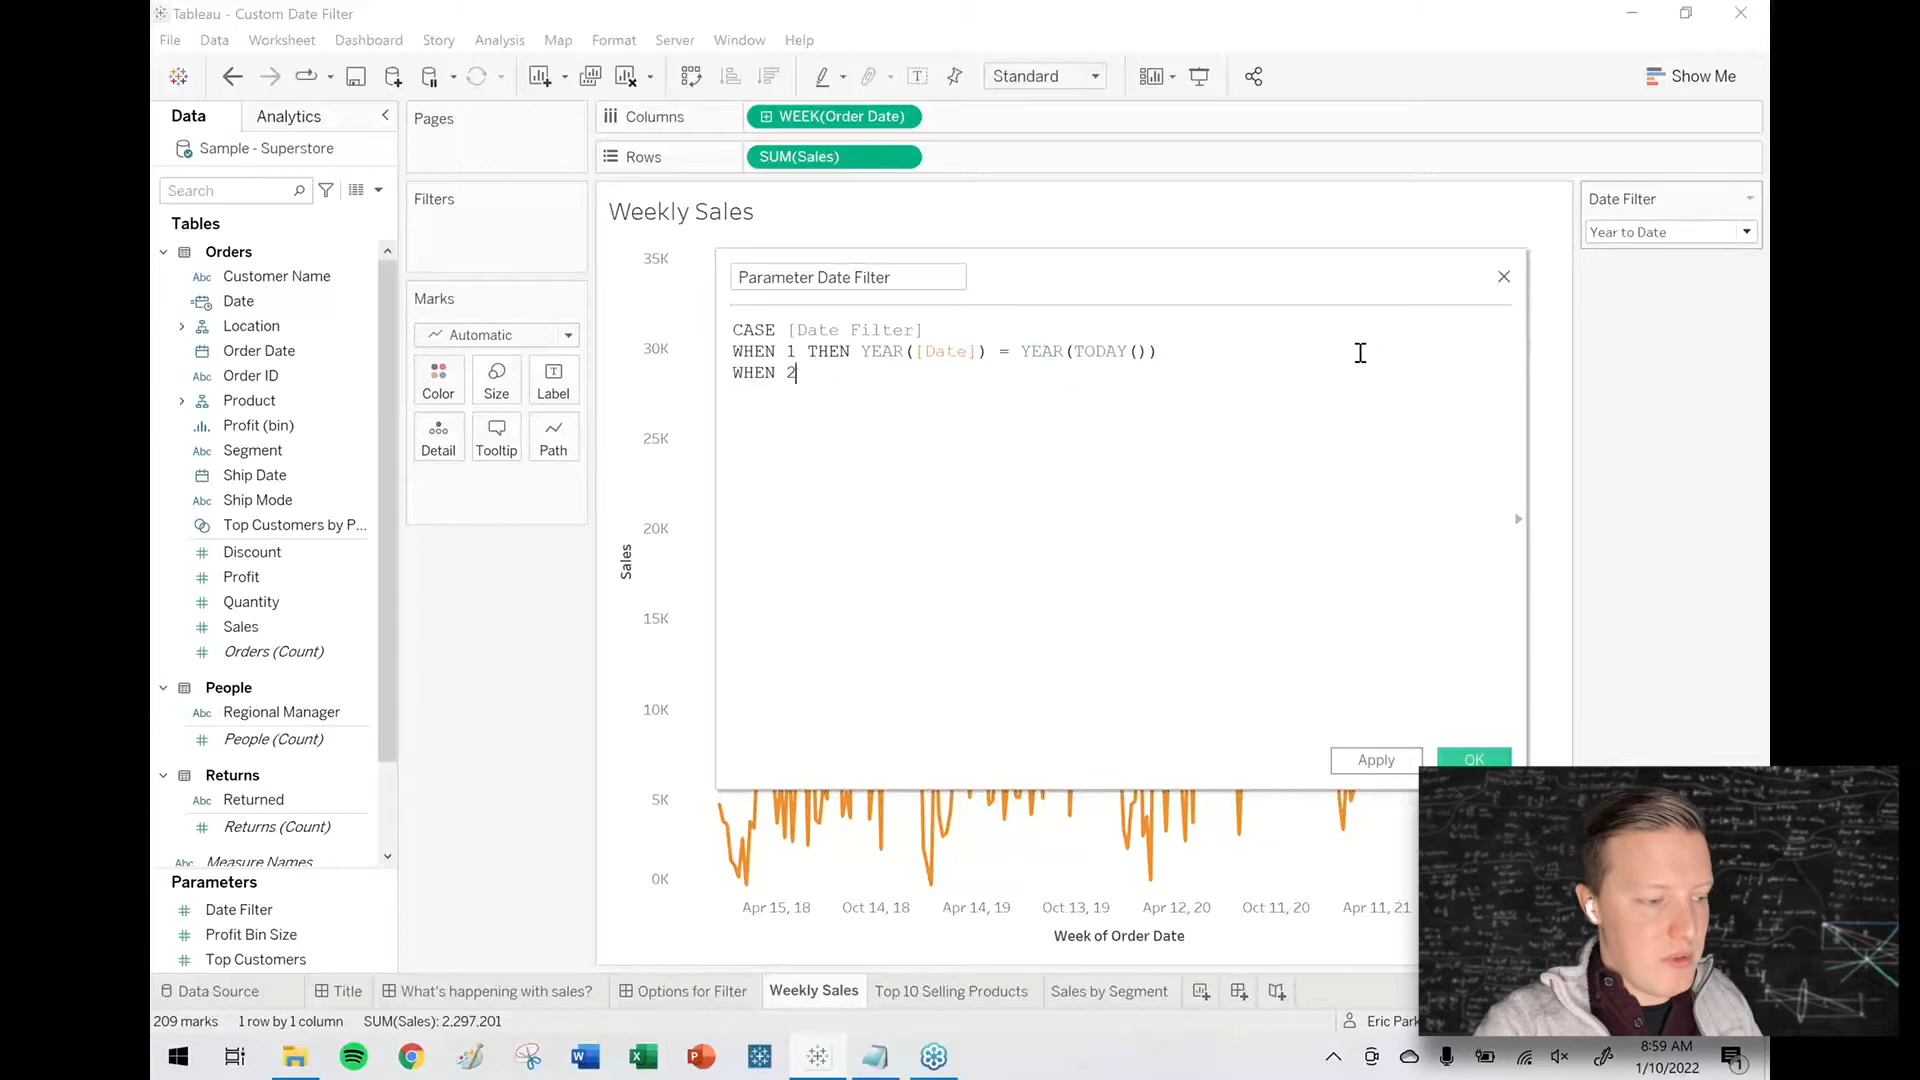 Tableau - Custom Date Filter
File Data Worksheet Dashboard Story Analysis Map Format Server Window Help
Standard
Show Me
Data Analytics
Sample - Superstore
Search
Tables
Orders
Abc Customer Name
Date
Location
Order Date
Abc Order ID
Product
Profit (bin)
Abc Segment
Ship Date
Abc Ship Mode
Top Customers by P...
# Discount
# Profit
# Quantity
# Sales
# Orders (Count)
People
Abc Regional Manager
# People (Count)
Returns
Abc Returned
# Returns (Count)
Abc Measure Names
Parameters
# Date Filter
# Profit Bin Size
# Top Customers
Pages
Filters
Marks
Automatic
Color Size Label
Detail Tooltip Path
Columns WEEK(Order Date)
Rows SUM(Sales)
Weekly Sales
35K
30K
25K
20K
15K
10K
5K
0K
Sales
Parameter Date Filter
CASE [Date Filter]
WHEN 1 THEN YEAR([Date]) = YEAR(TODAY())
WHEN 2
Apply OK
Apr 15, 18 Oct 14, 18 Apr 14, 19 Oct 13, 19 Apr 12, 20 Oct 11, 20 Apr 11, 21
Week of Order Date
Date Filter
Year to Date
Data Source Title What's happening with sales? Options for Filter Weekly Sales Top 10 Selling Products Sales by Segment
209 marks 1 row by 1 column SUM(Sales): 2,297,201
Eric Park
8:59 AM
1/10/2022
1